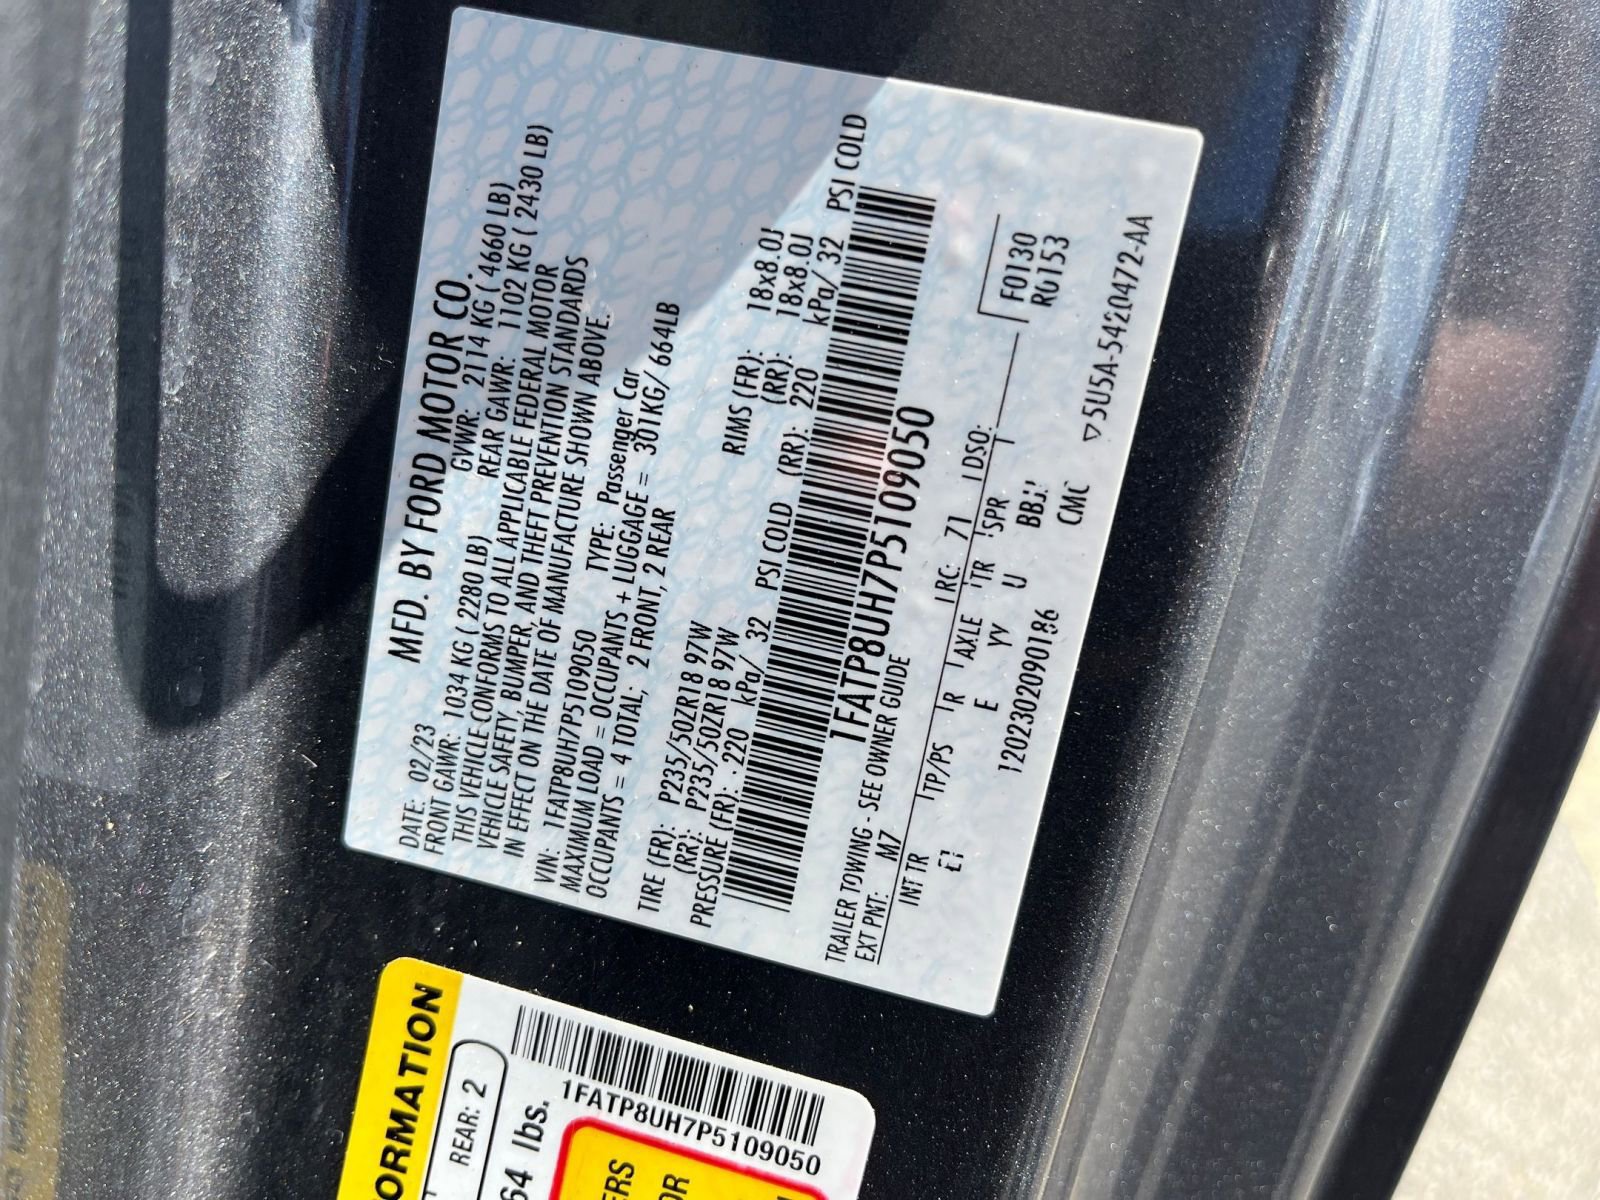 MFD. BY FORD MOTOR CO.
DATE: 02/23 GVWR: 2114 KG ( 4660 LB)
FRONT GAWR: 1034 KG ( 2280 LB) REAR GAWR: 1102 KG ( 2430 LB)
THIS VEHICLE CONFORMS TO ALL APPLICABLE FEDERAL MOTOR
VEHICLE SAFETY, BUMPER, AND THEFT PREVENTION STANDARDS
IN EFFECT ON THE DATE OF MANUFACTURE SHOWN ABOVE.
VIN: 1FATP8UH7P5109050 TYPE: Passenger Car
MAXIMUM LOAD = OCCUPANTS + LUGGAGE = 301KG/ 664LB
OCCUPANTS = 4 TOTAL; 2 FRONT, 2 REAR
TIRE (FR): P235/50ZR18 97W RIMS (FR): 18x8.0J
(RR): P235/50ZR18 97W (RR): 18x8.0J
PRESSURE (FR): 220 kPa/ 32 PSI COLD (RR): 220 kPa/ 32 PSI COLD
1FATP8UH7P5109050
TRAILER TOWING - SEE OWNER GUIDE
EXT PNT: M7 RC: 71 DSO: F0130
INT TR TP/PS R AXLE TR SPR R0153
E W U
12023020901 CMC
▽5U5A-5420472-AA
ORMATION
REAR: 2
64 lbs.
1FATP8UH7P5109050
ERS
OR